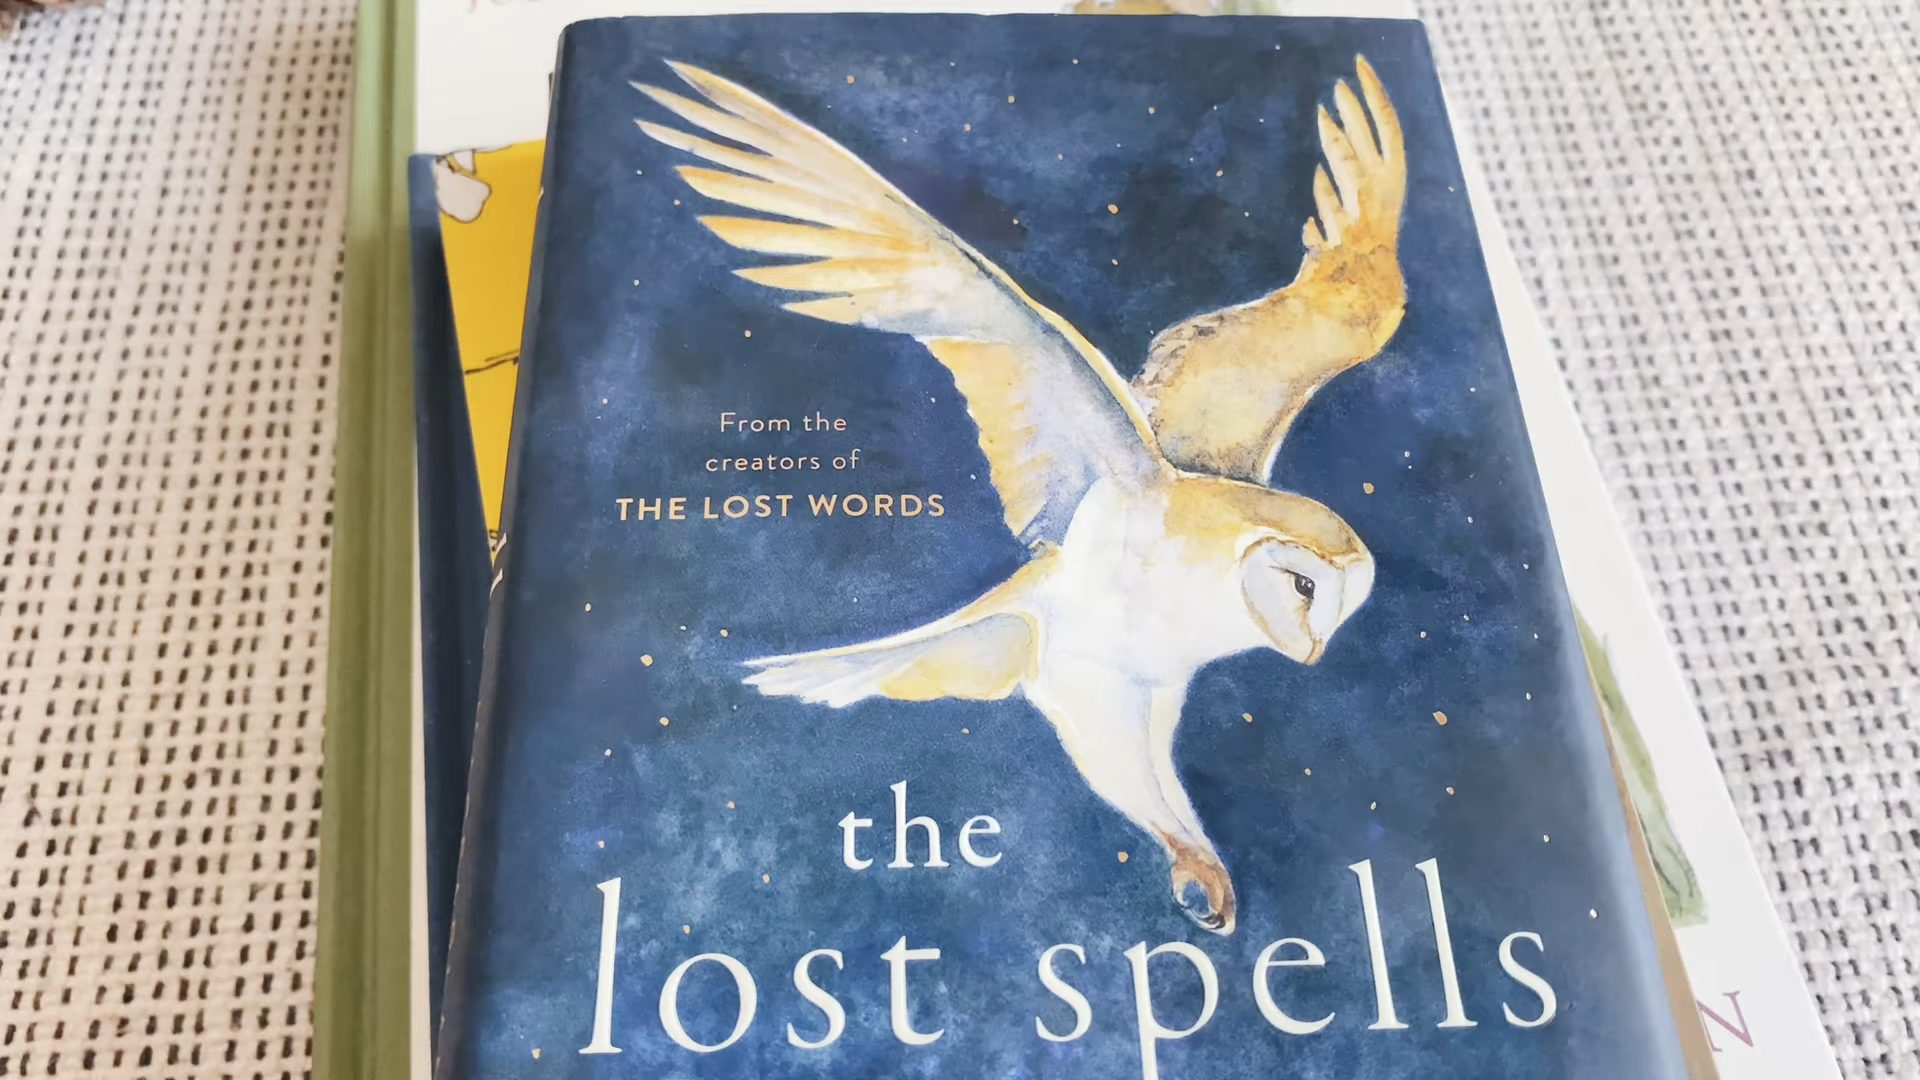 From the
creators of
THE LOST WORDS
the
lost spells
N